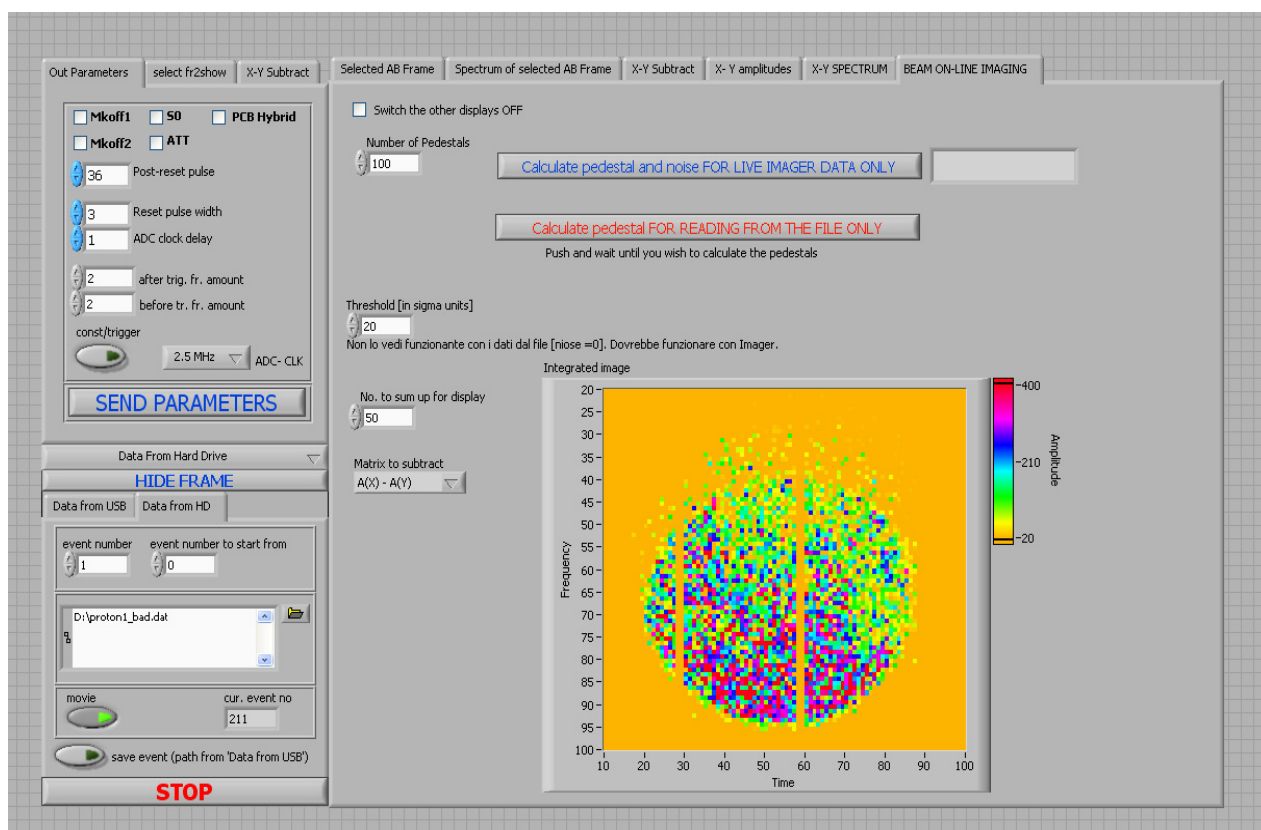 Out Parameters
select fr2show
X-Y Subtract
Mkoff1
S0
PCB Hybrid
Mkoff2
ATT
36
Post-reset pulse
3
Reset pulse width
1
ADC clock delay
2
after trig. fr. amount
2
before tr. fr. amount
const/trigger
2.5 MHz
ADC- CLK
SEND PARAMETERS
Data From Hard Drive
HIDE FRAME
Data from USB
Data from HD
event number
event number to start from
1
0
D:\proton1_bad.dat
movie
cur. event no
211
save event (path from 'Data from USB')
STOP
Selected AB Frame
Spectrum of selected AB Frame
X-Y Subtract
X- Y amplitudes
X-Y SPECTRUM
BEAM ON-LINE IMAGING
Switch the other displays OFF
Number of Pedestals
100
Calculate pedestal and noise FOR LIVE IMAGER DATA ONLY
Calculate pedestal FOR READING FROM THE FILE ONLY
Push and wait until you wish to calculate the pedestals
Threshold [in sigma units]
20
Non lo vedi funzionante con i dati dal file [niose =0]. Dovrebbe funzionare con Imager.
No. to sum up for display
50
Matrix to subtract
A(X) - A(Y)
Integrated image
20
25
30
35
40
45
50
55
60
65
70
75
80
85
90
95
100
Frequency
10
20
30
40
50
60
70
80
90
100
Time
-400
-210
-20
Amplitude